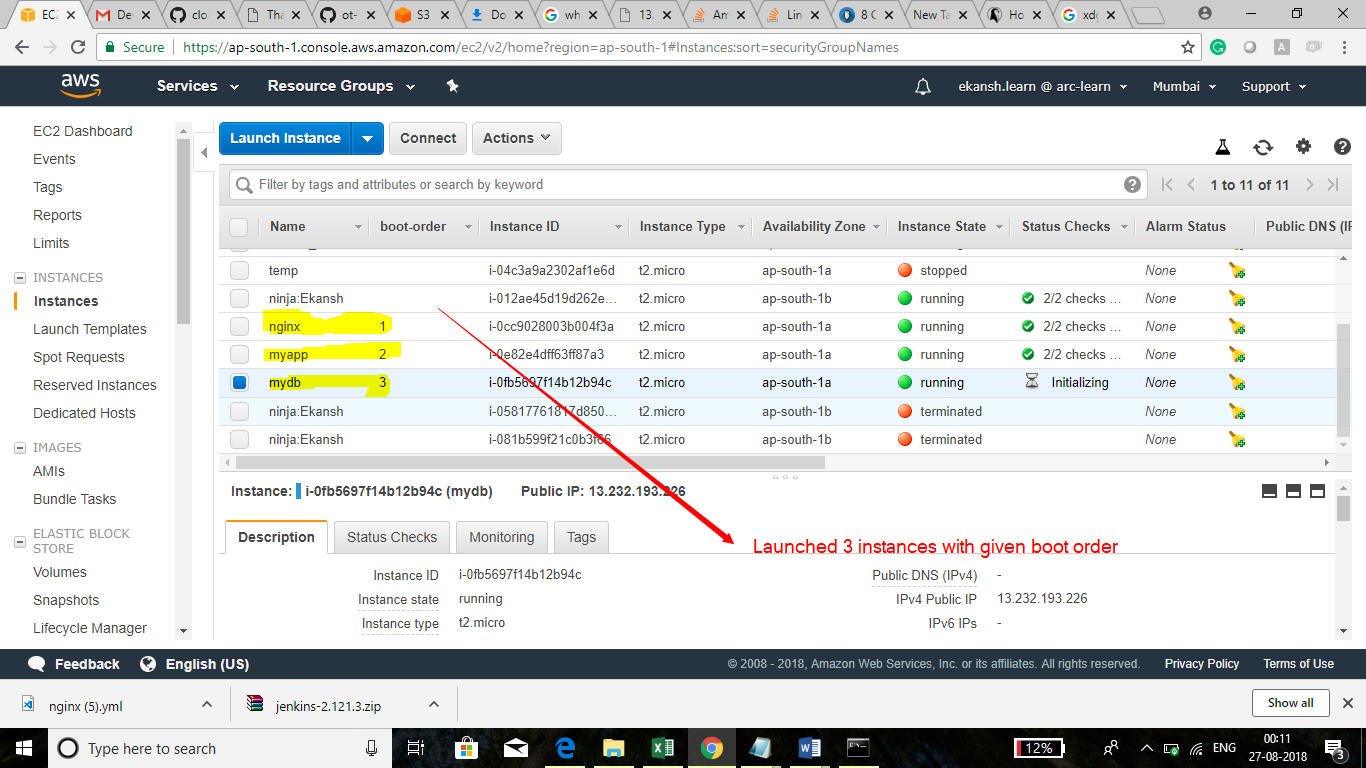 EC2
M De
clo
Tha
ot-
S3
Do
G wh
13.
Am
Lin
8 C
New Ta
Ho
G xdg
Secure https://ap-south-1.console.aws.amazon.com/ec2/v2/home?region=ap-south-1#Instances:sort=securityGroupNames
aws Services Resource Groups ekansh.learn @ arc-learn Mumbai Support
EC2 Dashboard
Events
Tags
Reports
Limits
INSTANCES
Instances
Launch Templates
Spot Requests
Reserved Instances
Dedicated Hosts
IMAGES
AMIs
Bundle Tasks
ELASTIC BLOCK
STORE
Volumes
Snapshots
Lifecycle Manager
Launch Instance Connect Actions
Filter by tags and attributes or search by keyword 1 to 11 of 11
Name boot-order Instance ID Instance Type Availability Zone Instance State Status Checks Alarm Status Public DNS (IP
temp i-04c3a9a2302af1e6d t2.micro ap-south-1a stopped None
ninja:Ekansh i-012ae45d19d262e... t2.micro ap-south-1b running 2/2 checks ... None
nginx 1 i-0cc9028003b004f3a t2.micro ap-south-1a running 2/2 checks ... None
myapp 2 i-0e82e4dff63ff87a3 t2.micro ap-south-1a running 2/2 checks ... None
mydb 3 i-0fb5697f14b12b94c t2.micro ap-south-1a running Initializing None
ninja:Ekansh i-05817761817d850... t2.micro ap-south-1b terminated None
ninja:Ekansh i-081b599f21c0b3f66 t2.micro ap-south-1b terminated None
Instance: i-0fb5697f14b12b94c (mydb) Public IP: 13.232.193.226
Description Status Checks Monitoring Tags
Launched 3 instances with given boot order
Instance ID i-0fb5697f14b12b94c Public DNS (IPv4) -
Instance state running IPv4 Public IP 13.232.193.226
Instance type t2.micro IPv6 IPs -
Feedback English (US) © 2008 - 2018, Amazon Web Services, Inc. or its affiliates. All rights reserved. Privacy Policy Terms of Use
nginx (5).yml jenkins-2.121.3.zip Show all
Type here to search 12% ENG 00:11
27-08-2018 3